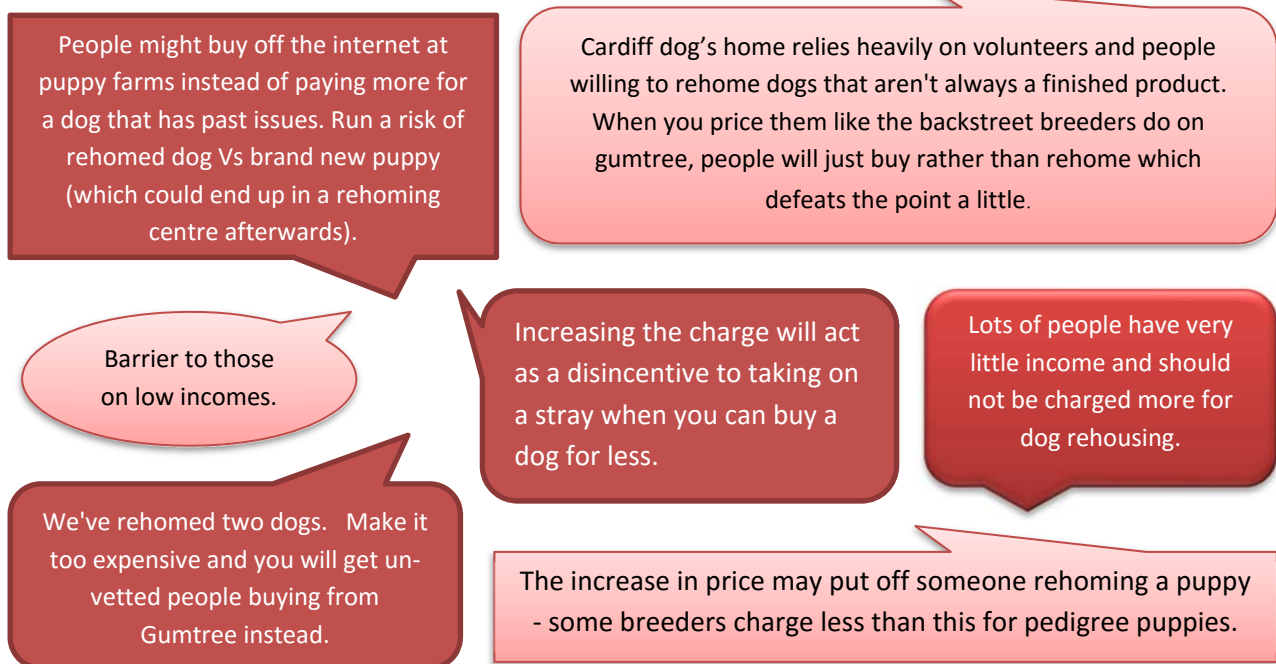 People might buy off the internet at
puppy farms instead of paying more for
a dog that has past issues. Run a risk of
rehomed dog Vs brand new puppy
(which could end up in a rehoming
centre afterwards).
Cardiff dog’s home relies heavily on volunteers and people
willing to rehome dogs that aren't always a finished product.
When you price them like the backstreet breeders do on
gumtree, people will just buy rather than rehome which
defeats the point a little.
Barrier to those
on low incomes.
Increasing the charge will act
as a disincentive to taking on
a stray when you can buy a
dog for less.
Lots of people have very
little income and should
not be charged more for
dog rehousing.
We've rehomed two dogs.   Make it
too expensive and you will get un-
vetted people buying from
Gumtree instead.
The increase in price may put off someone rehoming a puppy
- some breeders charge less than this for pedigree puppies.